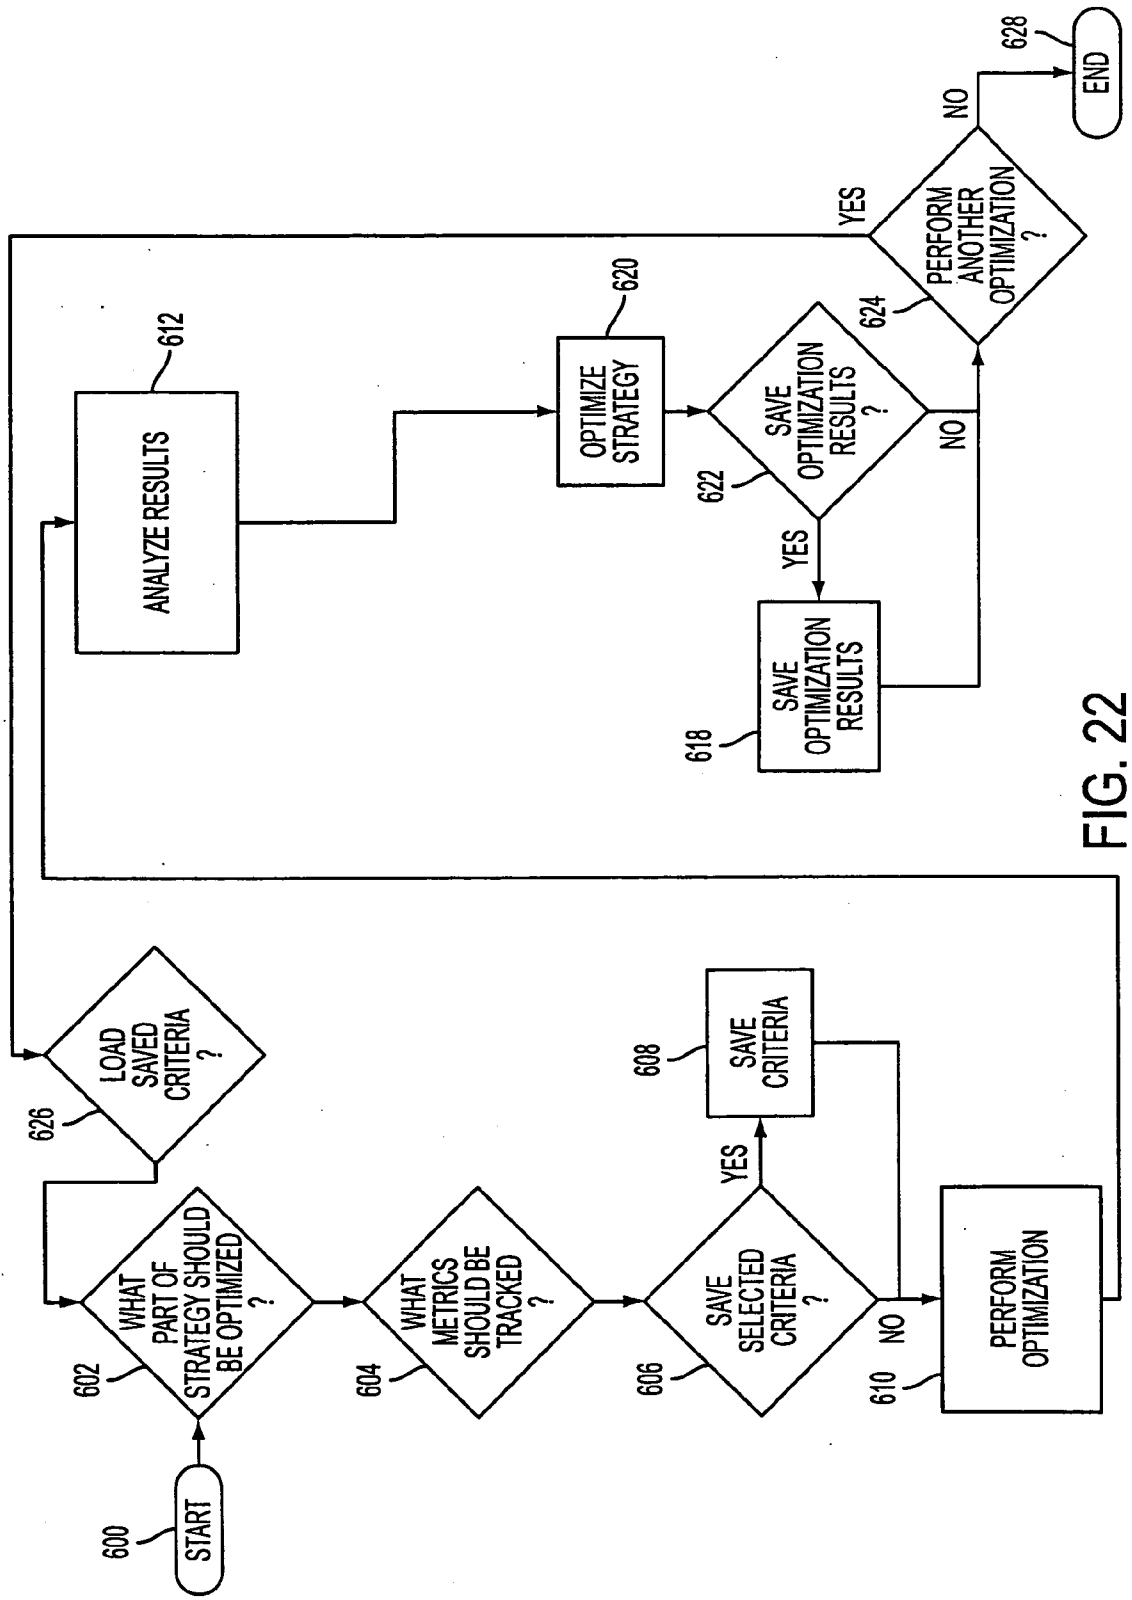 600
START
602
WHAT
PART OF
STRATEGY SHOULD
BE OPTIMIZED
?
626
LOAD
SAVED
CRITERIA
?
604
WHAT
METRICS
SHOULD BE
TRACKED
?
606
SAVE
SELECTED
CRITERIA
?
YES
NO
608
SAVE
CRITERIA
610
PERFORM
OPTIMIZATION
612
ANALYZE RESULTS
620
OPTIMIZE
STRATEGY
622
SAVE
OPTIMIZATION
RESULTS
?
YES
NO
618
SAVE
OPTIMIZATION
RESULTS
624
PERFORM
ANOTHER
OPTIMIZATION
?
YES
NO
628
END
FIG. 22